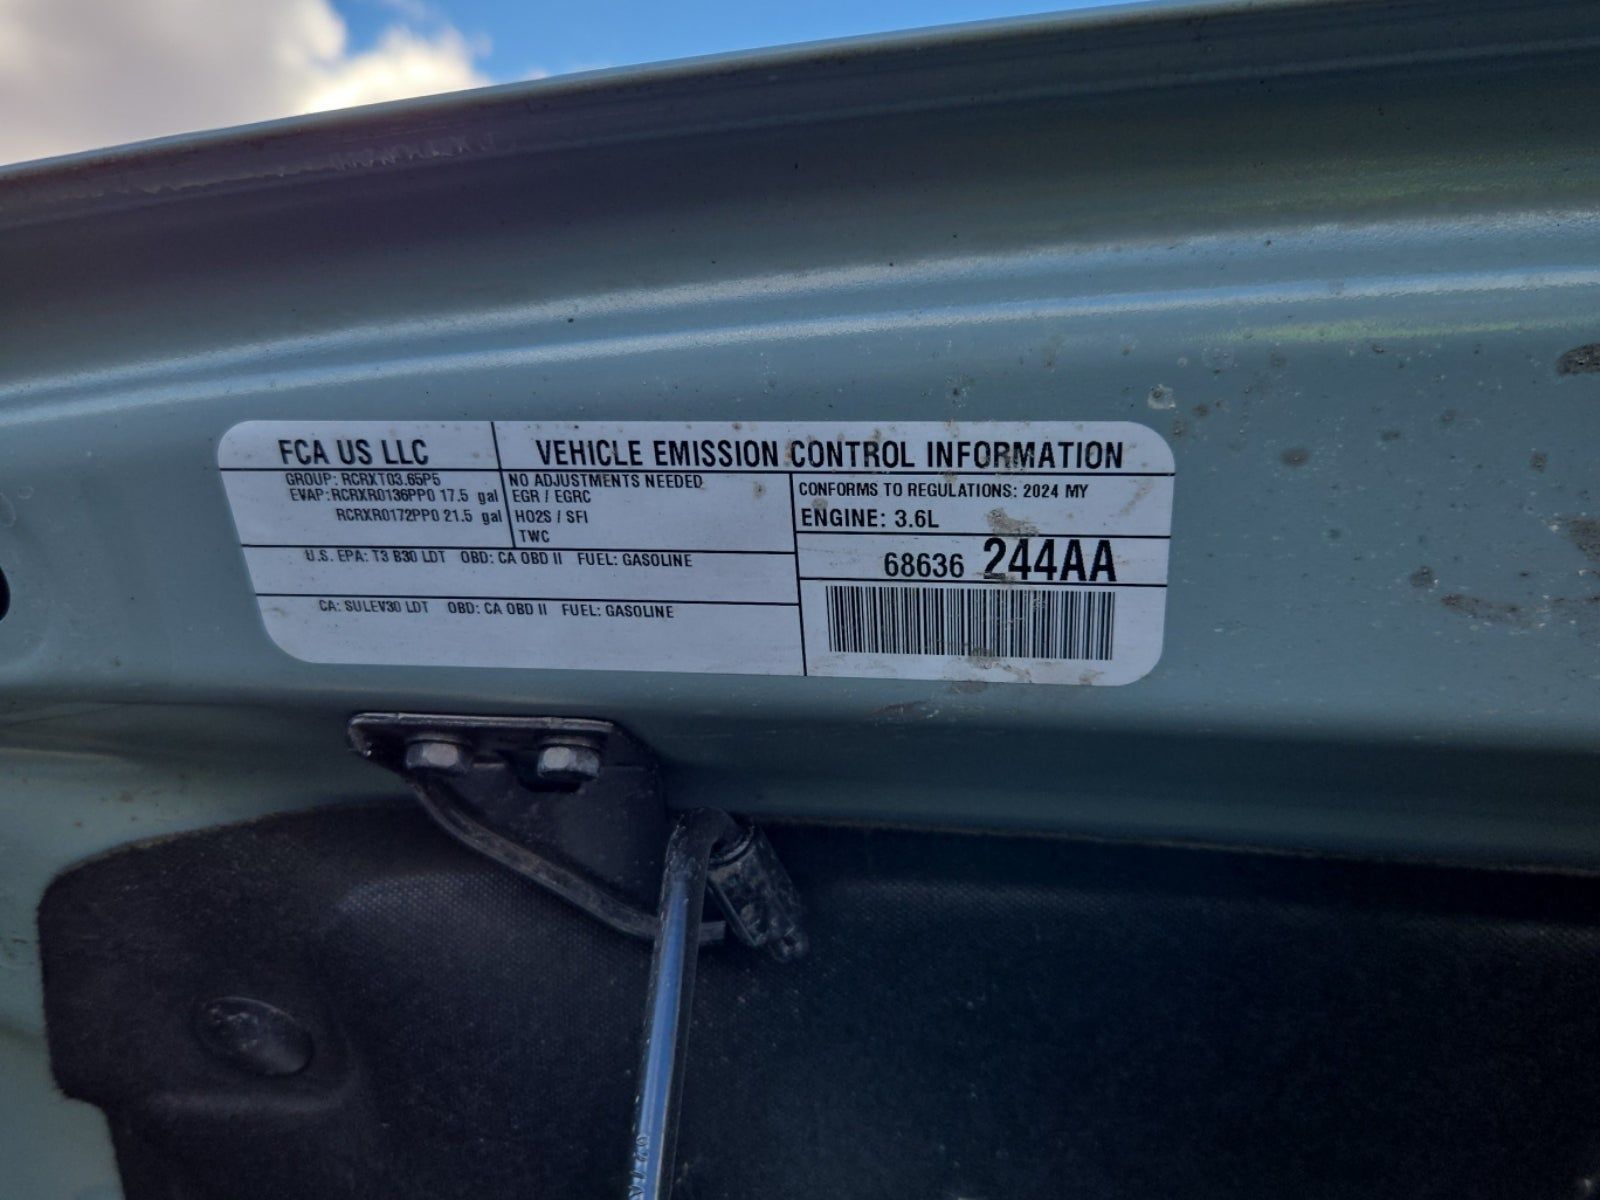 FCA US LLC
VEHICLE EMISSION CONTROL INFORMATION
GROUP: RCRXT03.65P5
EVAP: RCRXR0136PP0 17.5 gal
RCRXR0172PP0 21.5 gal
NO ADJUSTMENTS NEEDED
EGR / EGRC
HO2S / SFI
TWC
CONFORMS TO REGULATIONS: 2024 MY
ENGINE: 3.6L
U.S. EPA: T3 B30 LDT OBD: CA OBD II FUEL: GASOLINE
68636 244AA
CA: SULEV30 LDT OBD: CA OBD II FUEL: GASOLINE